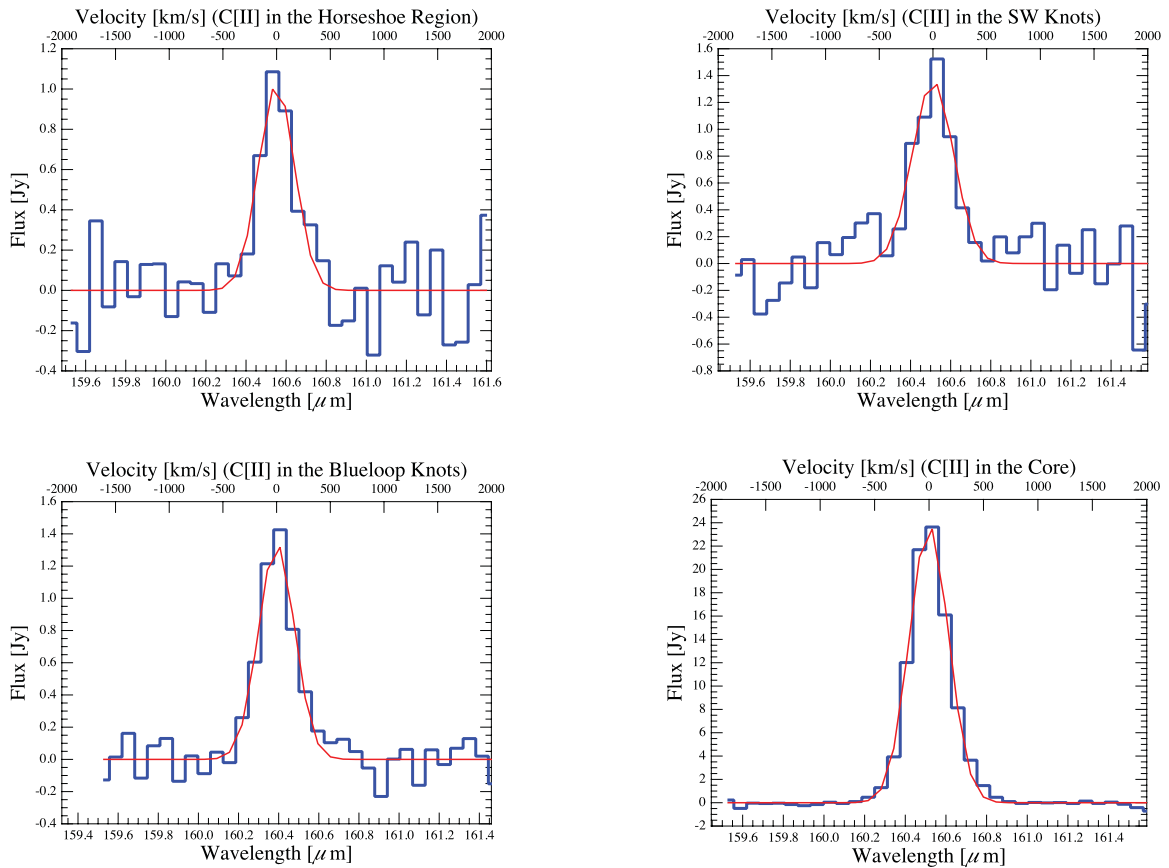 Velocity [km/s] (C[II] in the Horseshoe Region)
-2000 -1500 -1000 -500 0 500 1000 1500 2000
1.2
1.0
0.8
0.6
0.4
0.2
0.0
-0.2
-0.4
Flux [Jy]
159.6 159.8 160.0 160.2 160.4 160.6 160.8 161.0 161.2 161.4 161.6
Wavelength [μm]
Velocity [km/s] (C[II] in the SW Knots)
-2000 -1500 -1000 -500 0 500 1000 1500 2000
1.6
1.4
1.2
1.0
0.8
0.6
0.4
0.2
0.0
-0.2
-0.4
-0.6
-0.8
Flux [Jy]
159.6 159.8 160.0 160.2 160.4 160.6 160.8 161.0 161.2 161.4
Wavelength [μm]
Velocity [km/s] (C[II] in the Blueloop Knots)
-2000 -1500 -1000 -500 0 500 1000 1500 2000
1.6
1.4
1.2
1.0
0.8
0.6
0.4
0.2
0.0
-0.2
-0.4
Flux [Jy]
159.4 159.6 159.8 160.0 160.2 160.4 160.6 160.8 161.0 161.2 161.4
Wavelength [μm]
Velocity [km/s] (C[II] in the Core)
-2000 -1500 -1000 -500 0 500 1000 1500 2000
26
24
22
20
18
16
14
12
10
8
6
4
2
0
-2
Flux [Jy]
159.6 159.8 160.0 160.2 160.4 160.6 160.8 161.0 161.2 161.4
Wavelength [μm]